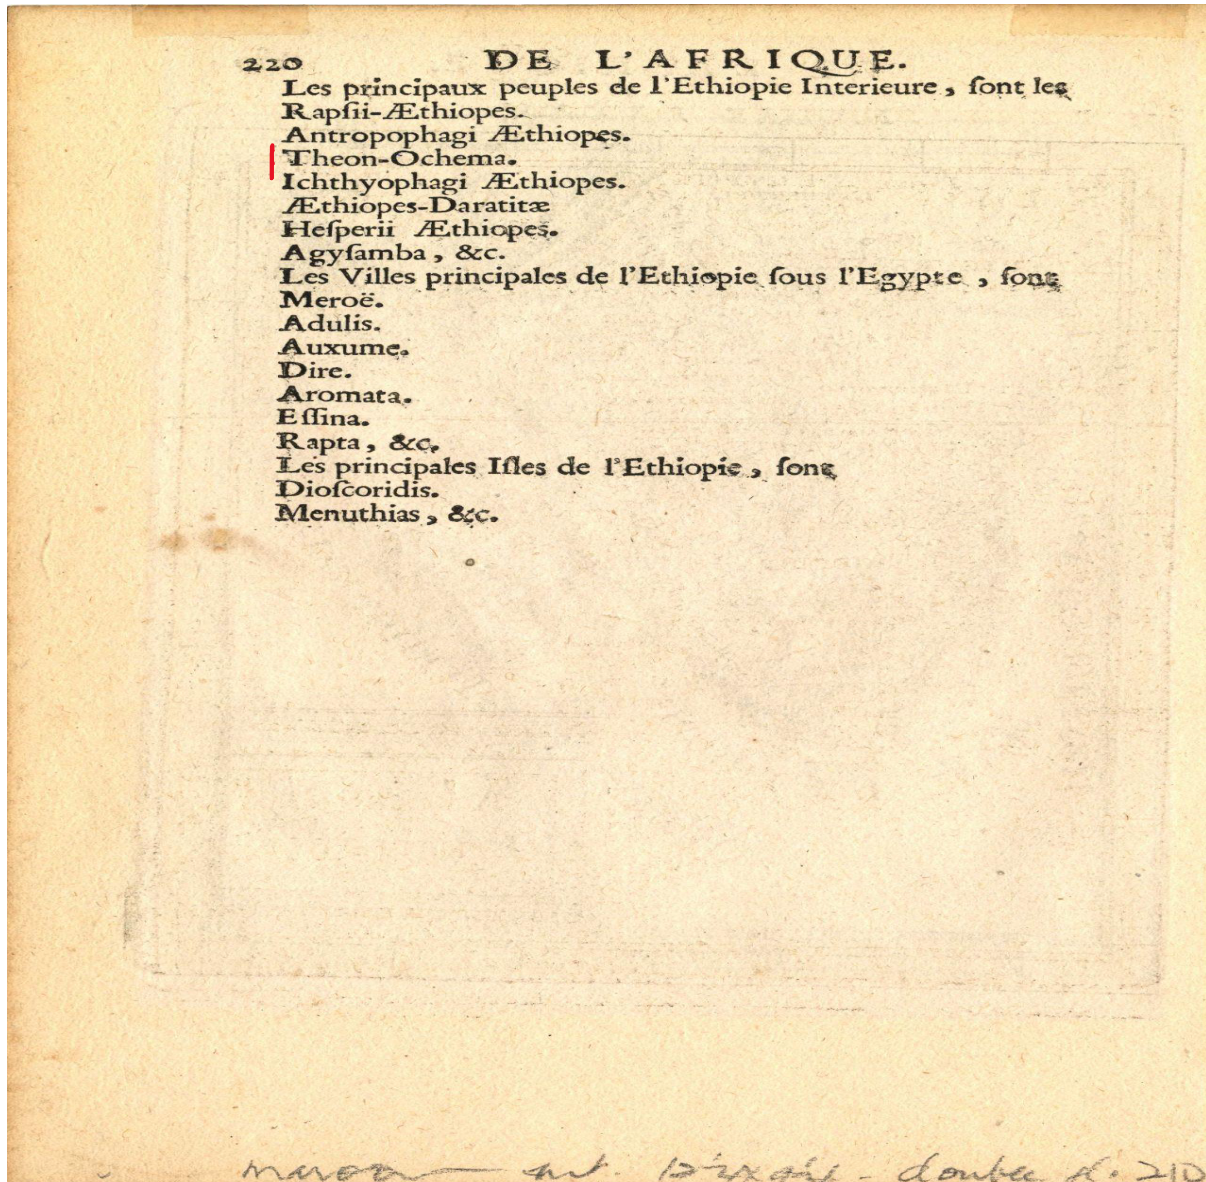 220 DE L'AFRIQUE.
Les principaux peuples de l'Ethiopie Interieure, ſont les
Rapſii-Æthiopes.
Antropophagi Æthiopes.
Theon-Ochema.
Ichthyophagi Æthiopes.
Æthiopes-Daratitæ
Heſperii Æthiopes.
Agyſamba, &c.
Les Villes principales de l'Ethiopie ſous l'Egypte, ſont
Meroë.
Adulis.
Auxume.
Dire.
Aromata.
Eſſina.
Rapta, &c.
Les principales Iſles de l'Ethiopie, ſont
Dioſcoridis.
Menuthias, &c.